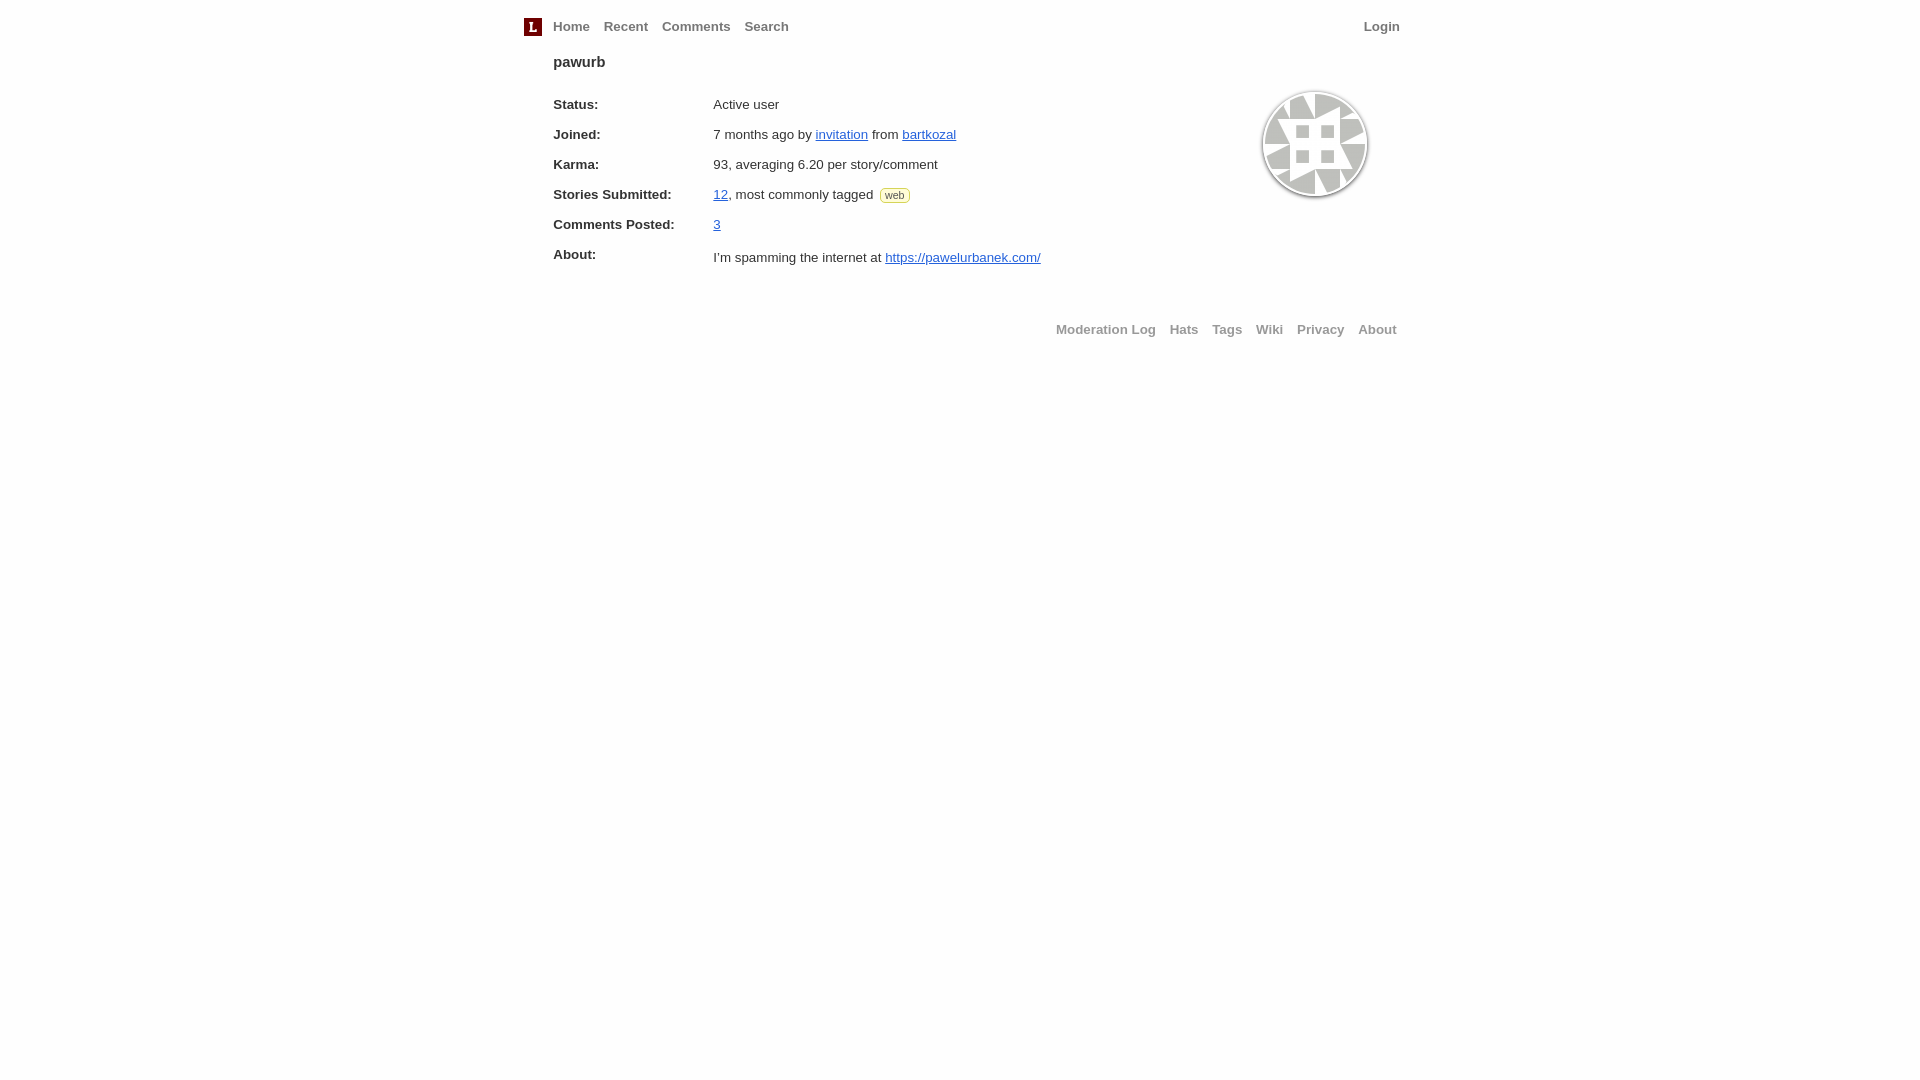 L Home Recent Comments Search Login
pawurb
Status: Active user
Joined: 7 months ago by invitation from bartkozal
Karma: 93, averaging 6.20 per story/comment
Stories Submitted: 12, most commonly tagged web
Comments Posted: 3
About: I’m spamming the internet at https://pawelurbanek.com/
Moderation Log Hats Tags Wiki Privacy About